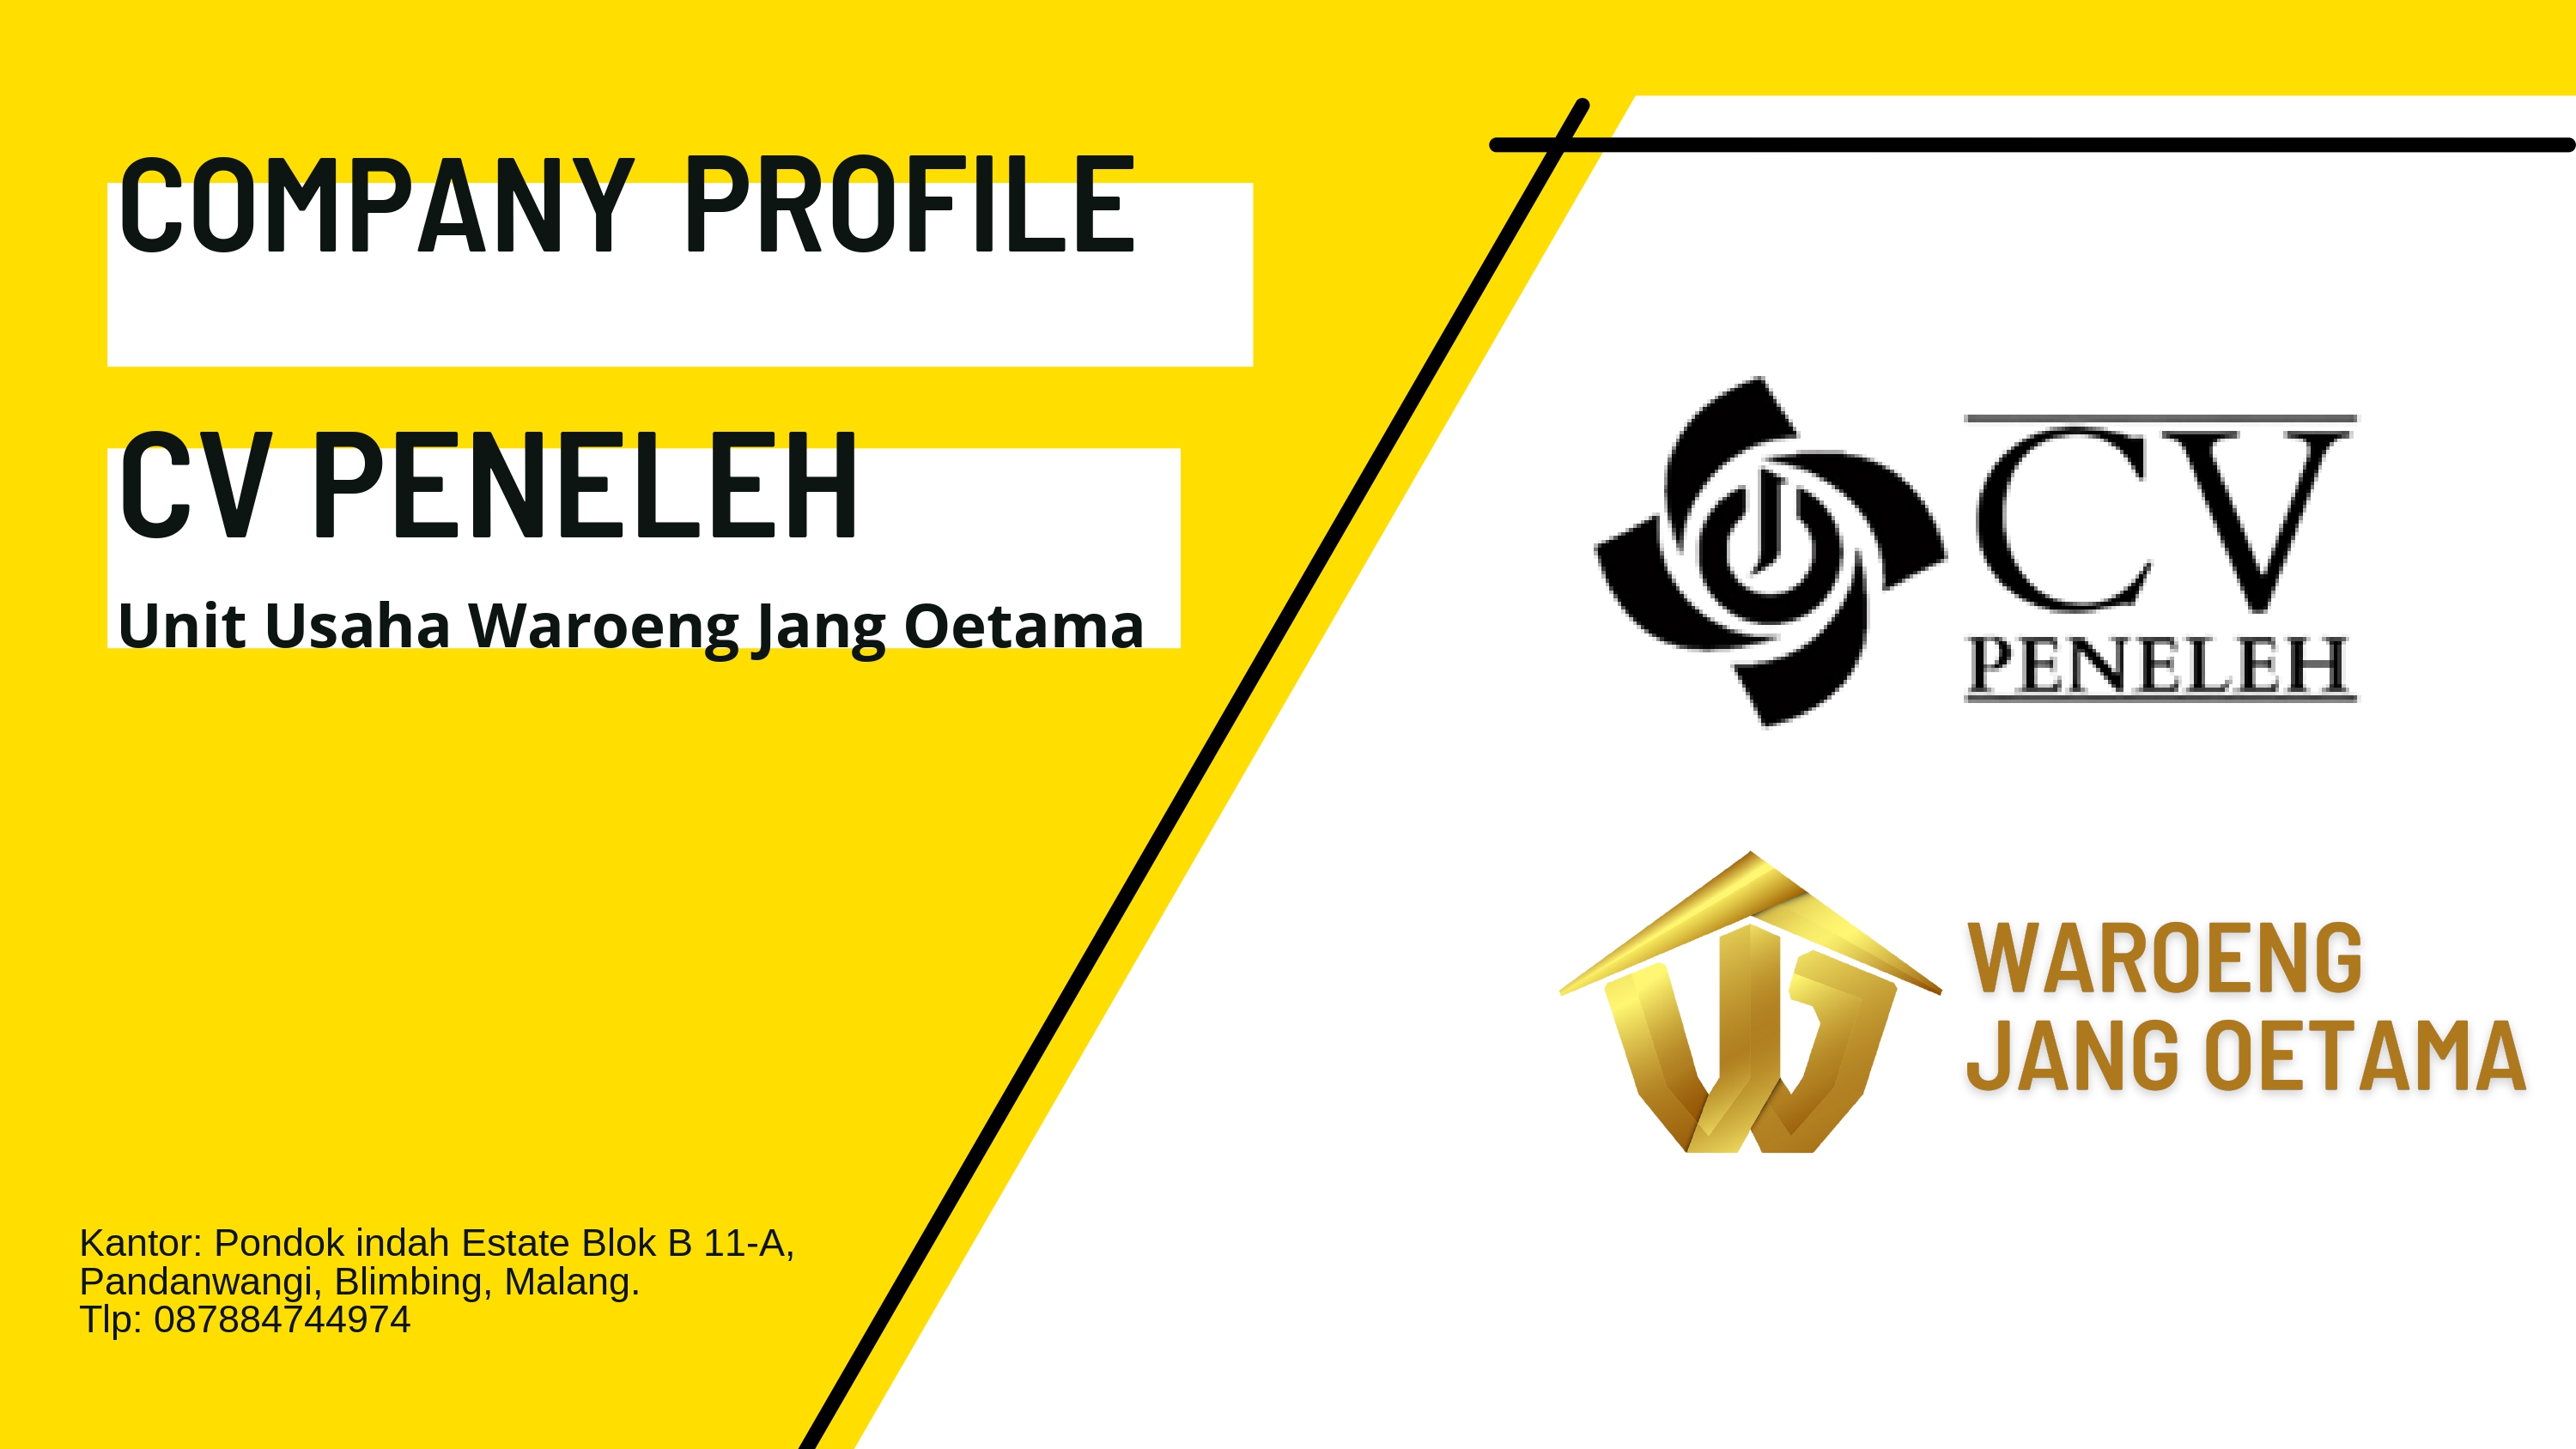 COMPANY PROFILE
CV PENELEH
Unit Usaha Waroeng Jang Oetama
CV
PENELEH
WAROENG
JANG OETAMA
Kantor: Pondok indah Estate Blok B 11-A,
Pandanwangi, Blimbing, Malang.
Tlp: 087884744974